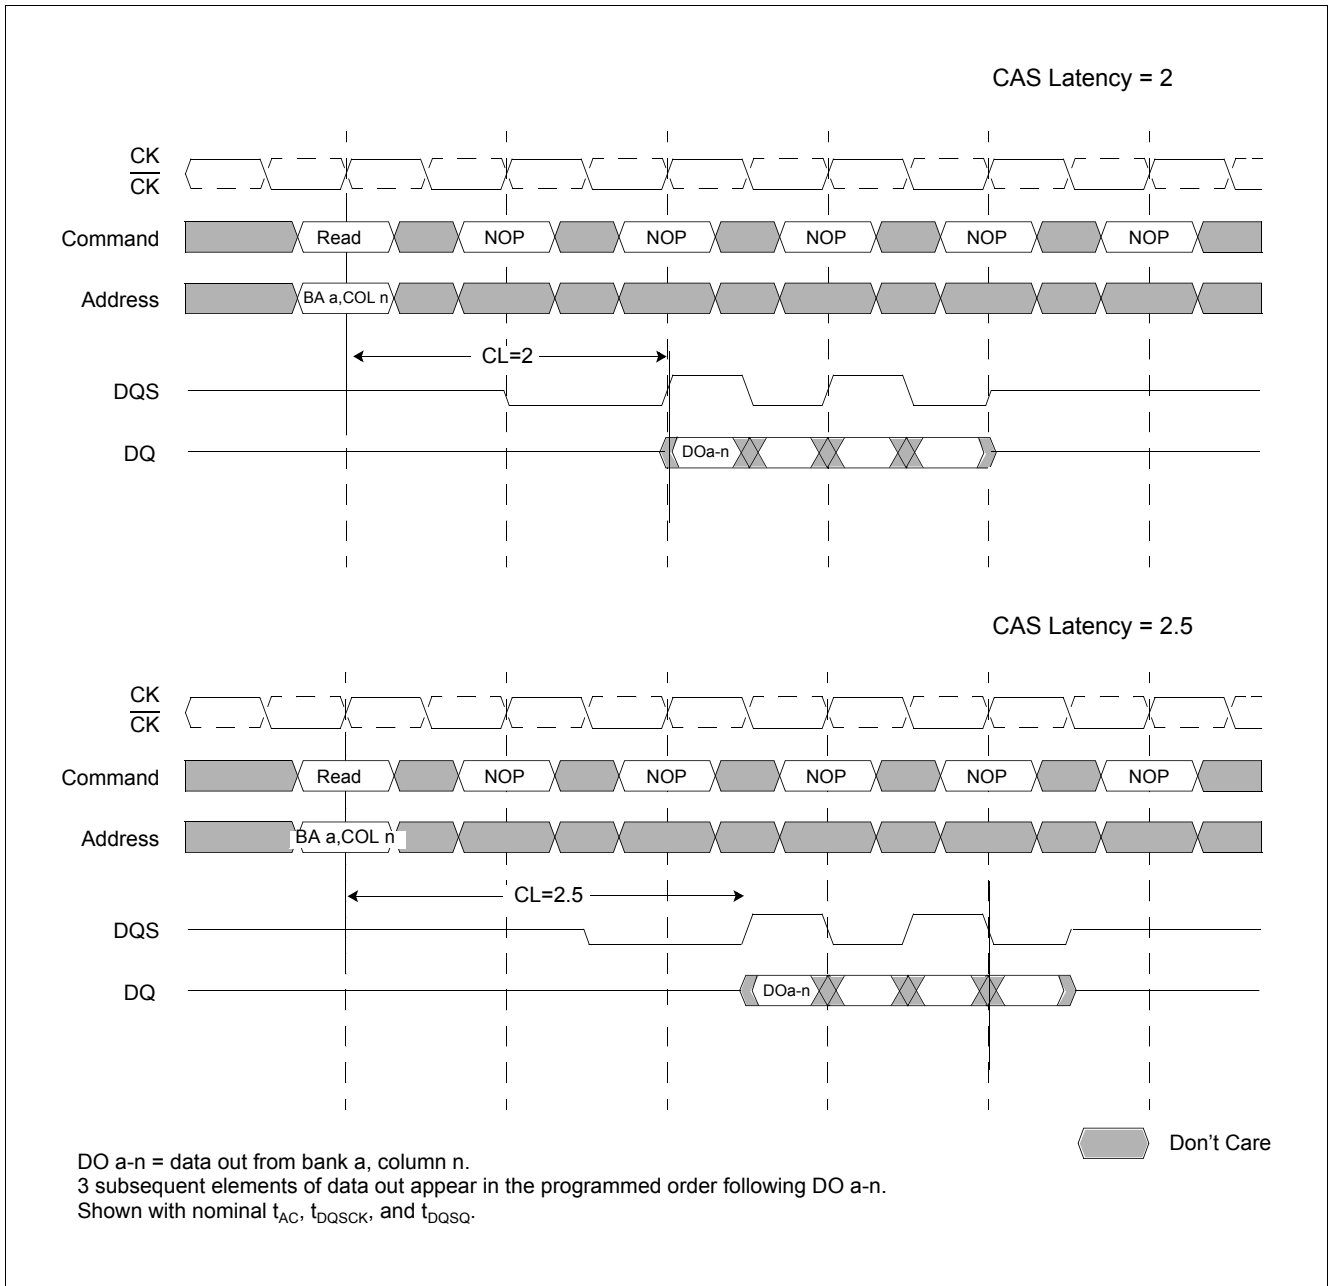 CAS Latency = 2
CK
CK
Command
Read
NOP
NOP
NOP
NOP
NOP
Address
BA a,COL n
CL=2
DQS
DQ
DOa-n
CAS Latency = 2.5
CK
CK
Command
Read
NOP
NOP
NOP
NOP
NOP
Address
BA a,COL n
CL=2.5
DQS
DQ
DOa-n
Don't Care
DO a-n = data out from bank a, column n.
3 subsequent elements of data out appear in the programmed order following DO a-n.
Shown with nominal tAC, tDQSCK, and tDQSQ.